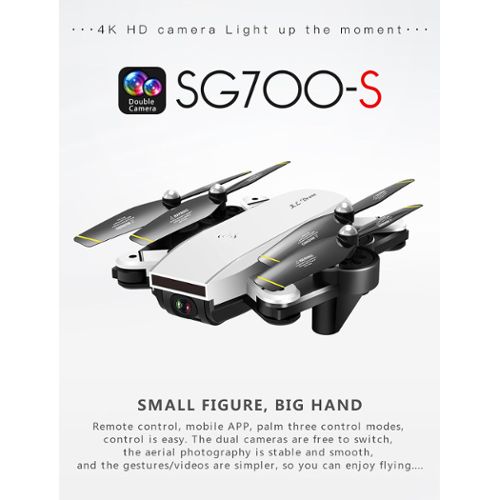 ···4K HD camera Light up the moment···
Double
Camera
SG700-S
SMALL FIGURE, BIG HAND
Remote control, mobile APP, palm three control modes,
control is easy. The dual cameras are free to switch,
the aerial photography is stable and smooth,
and the gestures/videos are simpler, so you can enjoy flying....